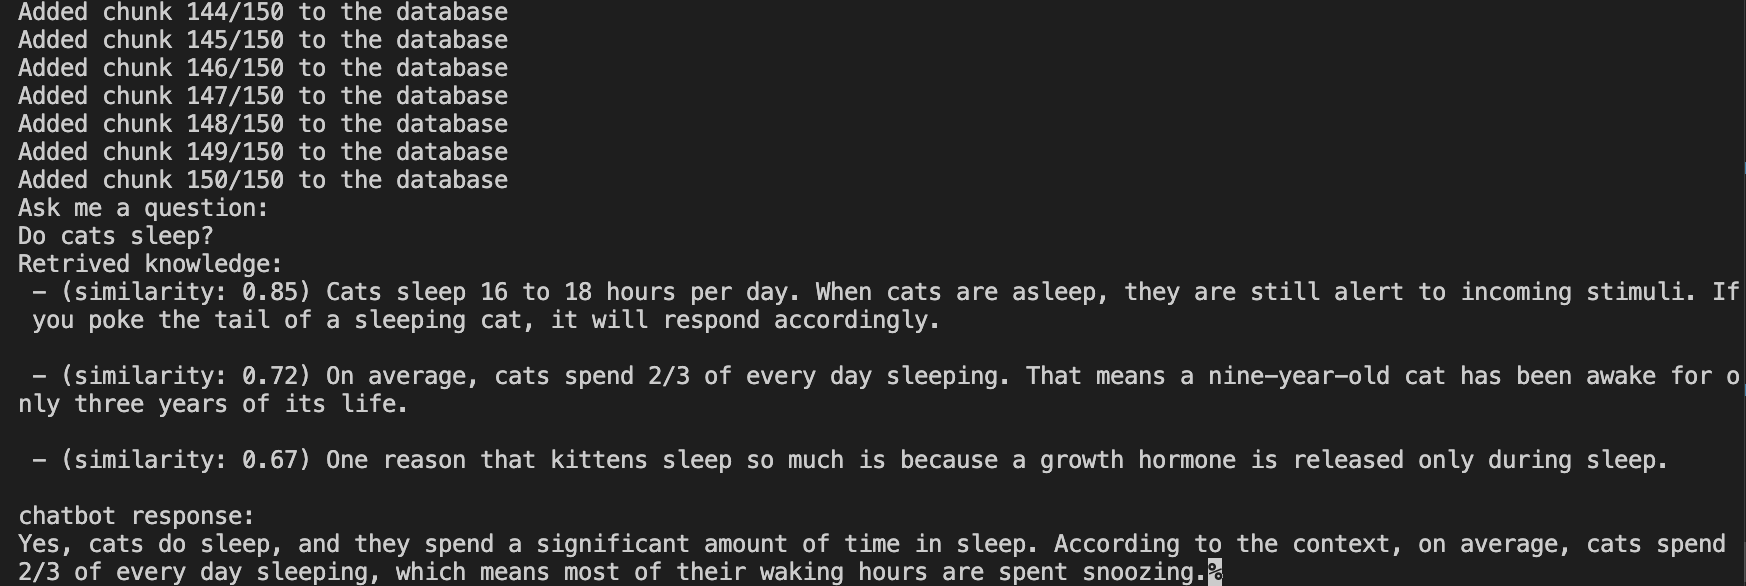 Added chunk 144/150 to the database
Added chunk 145/150 to the database
Added chunk 146/150 to the database
Added chunk 147/150 to the database
Added chunk 148/150 to the database
Added chunk 149/150 to the database
Added chunk 150/150 to the database
Ask me a question:
Do cats sleep?
Retrived knowledge:
 - (similarity: 0.85) Cats sleep 16 to 18 hours per day. When cats are asleep, they are still alert to incoming stimuli. If
 you poke the tail of a sleeping cat, it will respond accordingly.
 - (similarity: 0.72) On average, cats spend 2/3 of every day sleeping. That means a nine-year-old cat has been awake for o
nly three years of its life.
 - (similarity: 0.67) One reason that kittens sleep so much is because a growth hormone is released only during sleep.
chatbot response:
Yes, cats do sleep, and they spend a significant amount of time in sleep. According to the context, on average, cats spend
2/3 of every day sleeping, which means most of their waking hours are spent snoozing.%